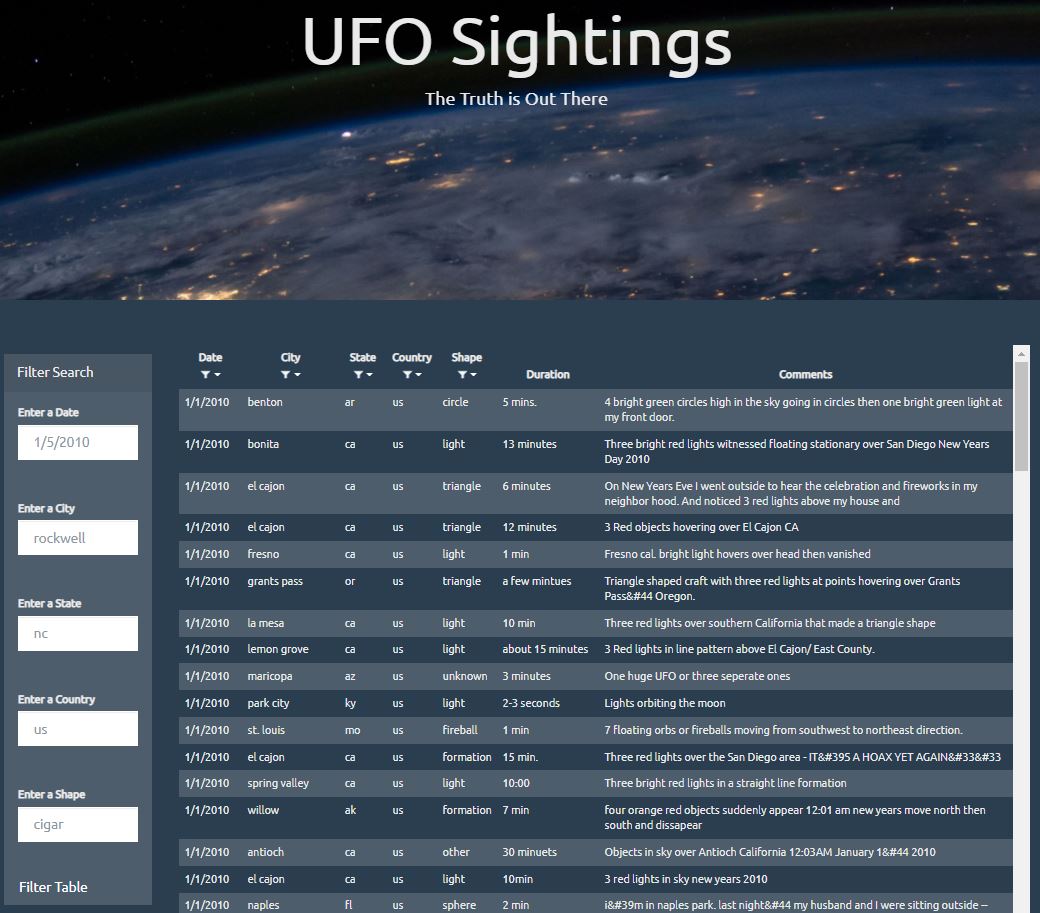 UFO Sightings
The Truth is Out There
Filter Search
Enter a Date
1/5/2010
Enter a City
rockwell
Enter a State
nc
Enter a Country
us
Enter a Shape
cigar
Filter Table
Date City State Country Shape Duration Comments
1/1/2010 benton ar us circle 5 mins. 4 bright green circles high in the sky going in circles then one bright green light at
my front door.
1/1/2010 bonita ca us light 13 minutes Three bright red lights witnessed floating stationary over San Diego New Years
Day 2010
1/1/2010 el cajon ca us triangle 6 minutes On New Years Eve I went outside to hear the celebration and fireworks in my
neighbor hood. And noticed 3 red lights above my house and
1/1/2010 el cajon ca us triangle 12 minutes 3 Red objects hovering over El Cajon CA
1/1/2010 fresno ca us light 1 min Fresno cal. bright light hovers over head then vanished
1/1/2010 grants pass or us triangle a few mintues Triangle shaped craft with three red lights at points hovering over Grants
Pass&#44 Oregon.
1/1/2010 la mesa ca us light 10 min Three red lights over southern California that made a triangle shape
1/1/2010 lemon grove ca us light about 15 minutes 3 Red lights in line pattern above El Cajon/ East County.
1/1/2010 maricopa az us unknown 3 minutes One huge UFO or three seperate ones
1/1/2010 park city ky us light 2-3 seconds Lights orbiting the moon
1/1/2010 st. louis mo us fireball 1 min 7 floating orbs or fireballs moving from southwest to northeast direction.
1/1/2010 el cajon ca us formation 15 min. Three red lights over the San Diego area - IT&#39S A HOAX YET AGAIN&#33&#33
1/1/2010 spring valley ca us light 10:00 Three bright red lights in a straight line formation
1/1/2010 willow ak us formation 7 min four orange red objects suddenly appear 12:01 am new years move north then
south and dissapear
1/1/2010 antioch ca us other 30 minuets Objects in sky over Antioch California 12:03AM January 1&#44 2010
1/1/2010 el cajon ca us light 10min 3 red lights in sky new years 2010
1/1/2010 naples fl us sphere 2 min i&#39m in naples park. last night&#44 my husband and I were sitting outside --